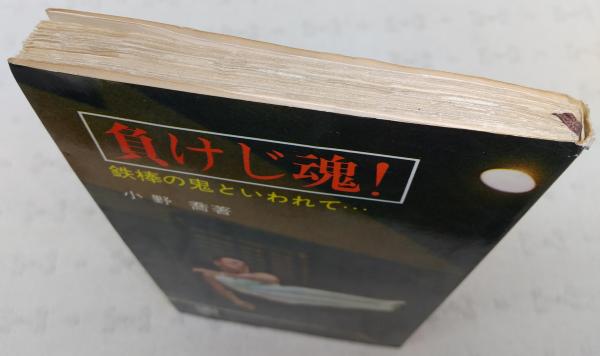 負けじ魂!
鉄棒の鬼といわれて…
小野 喬著